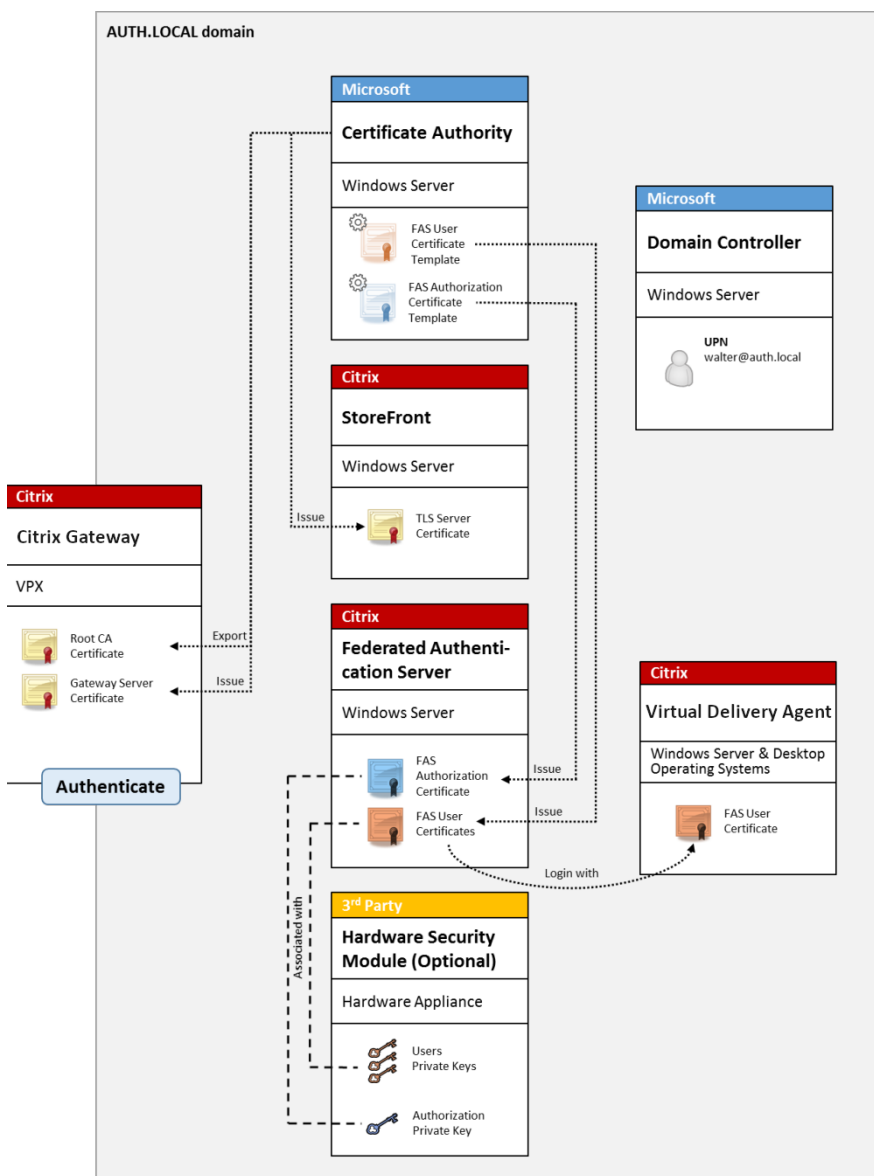 AUTH.LOCAL domain
Microsoft
Certificate Authority
Windows Server
FAS User
Certificate
Template
FAS Authorization
Certificate
Template
Microsoft
Domain Controller
Windows Server
UPN
walter@auth.local
Citrix
StoreFront
Windows Server
Issue
TLS Server
Certificate
Citrix
Citrix Gateway
VPX
Root CA
Certificate
Export
Gateway Server
Certificate
Issue
Authenticate
Citrix
Federated Authenti-
cation Server
Windows Server
FAS
Authorization
Certificate
Issue
FAS User
Certificates
Issue
Login with
Citrix
Virtual Delivery Agent
Windows Server & Desktop
Operating Systems
FAS User
Certificate
Associated with
3rd Party
Hardware Security
Module (Optional)
Hardware Appliance
Users
Private Keys
Authorization
Private Key